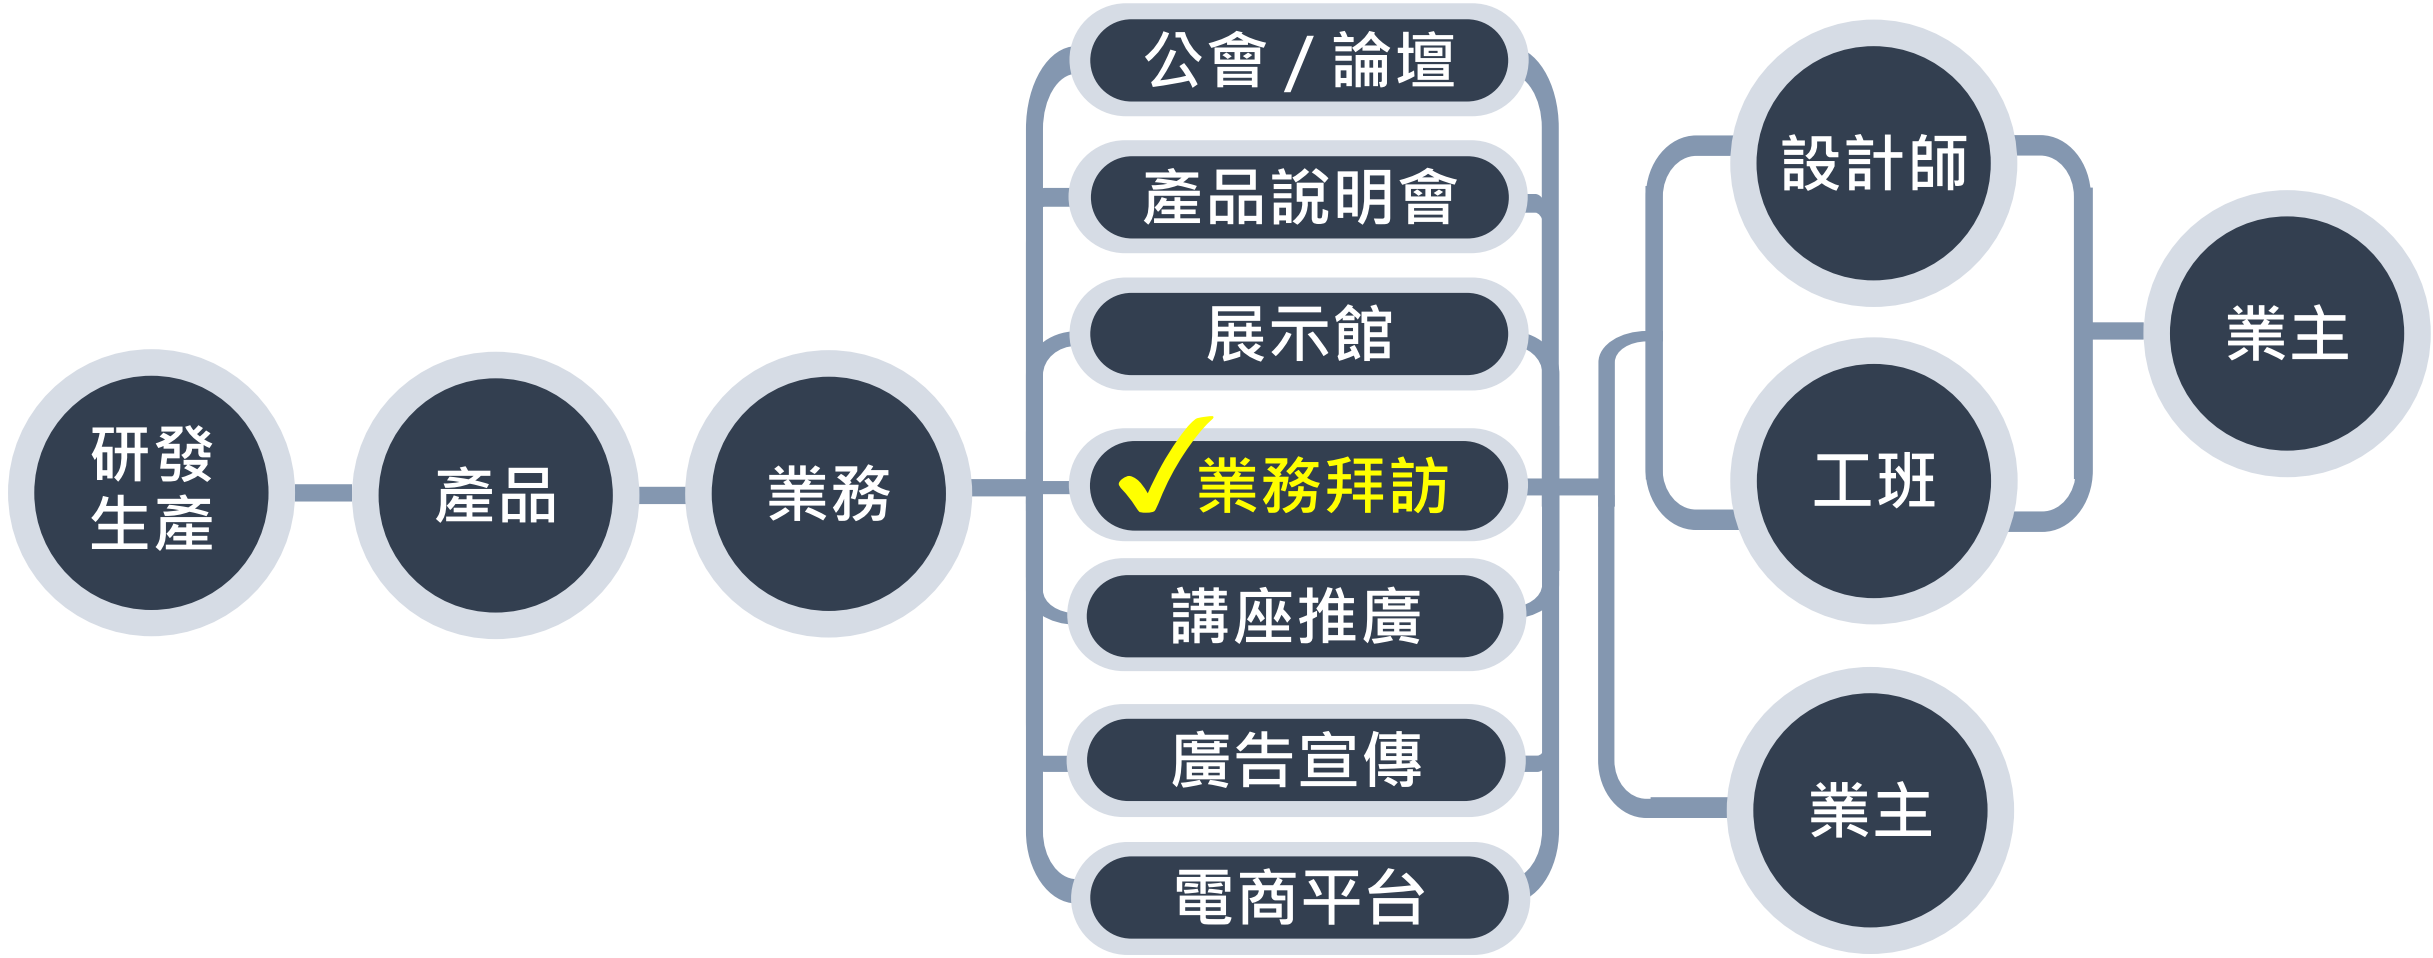 研發
生產
產品
業務
公會 / 論壇
產品說明會
展示館
業務拜訪
講座推廣
廣告宣傳
電商平台
設計師
工班
業主
業主